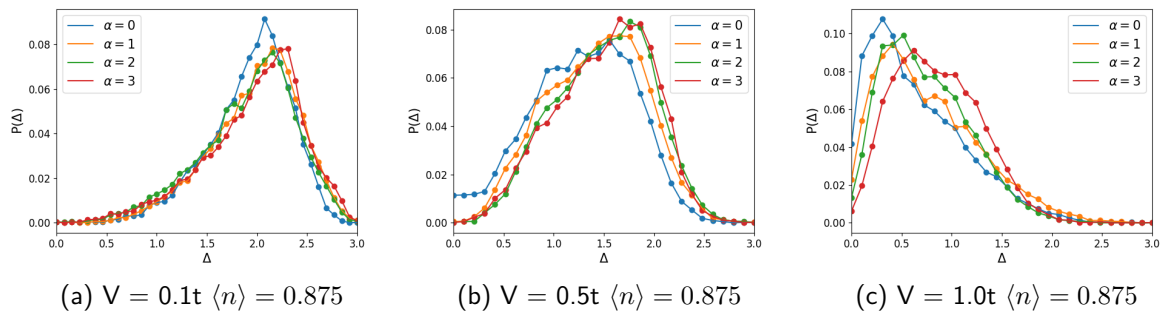 α = 0
α = 1
α = 2
α = 3
P(Δ)
0.08
0.06
0.04
0.02
0.00
0.0 0.5 1.0 1.5 2.0 2.5 3.0
Δ
(a) V = 0.1t ⟨n⟩ = 0.875
α = 0
α = 1
α = 2
α = 3
P(Δ)
0.08
0.06
0.04
0.02
0.00
0.0 0.5 1.0 1.5 2.0 2.5 3.0
Δ
(b) V = 0.5t ⟨n⟩ = 0.875
α = 0
α = 1
α = 2
α = 3
P(Δ)
0.10
0.08
0.06
0.04
0.02
0.00
0.0 0.5 1.0 1.5 2.0 2.5 3.0
Δ
(c) V = 1.0t ⟨n⟩ = 0.875